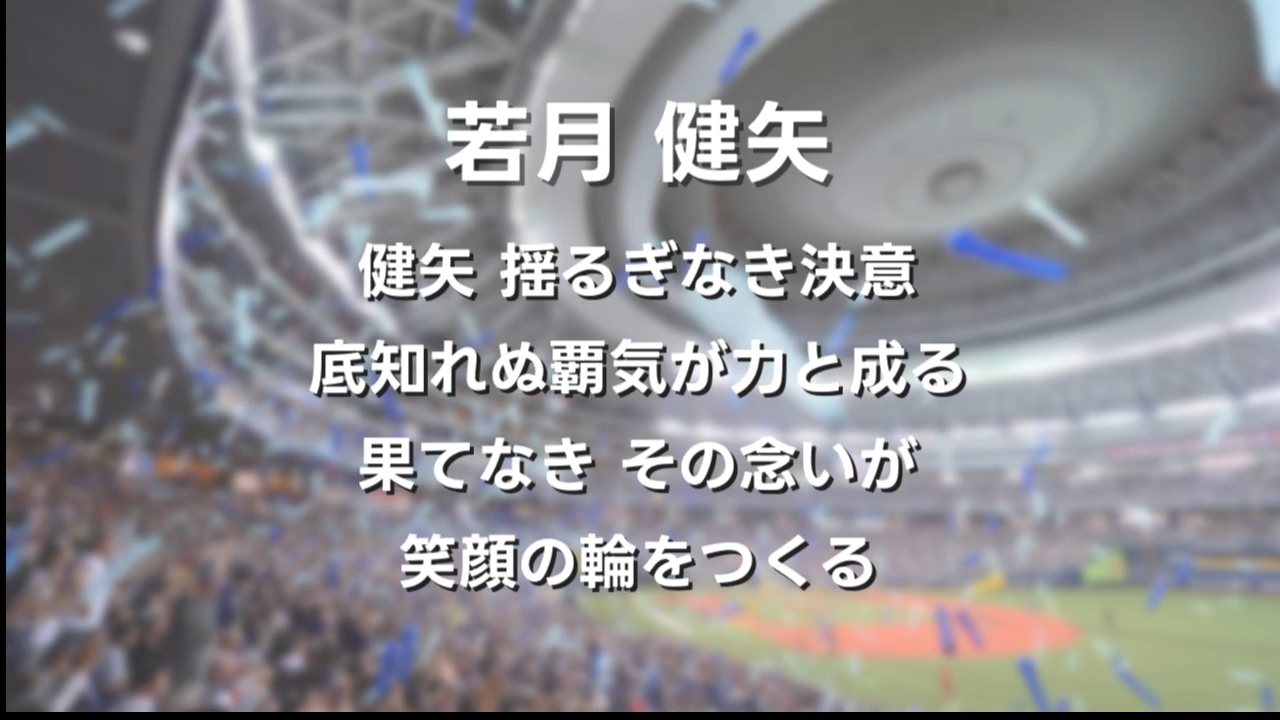 若月 健矢
健矢 揺るぎなき決意
底知れぬ覇気が力と成る
果てなき その念いが
笑顔の輪をつくる